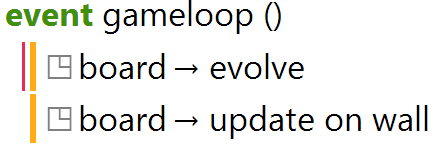 event gameloop ()
board → evolve
board → update on wall